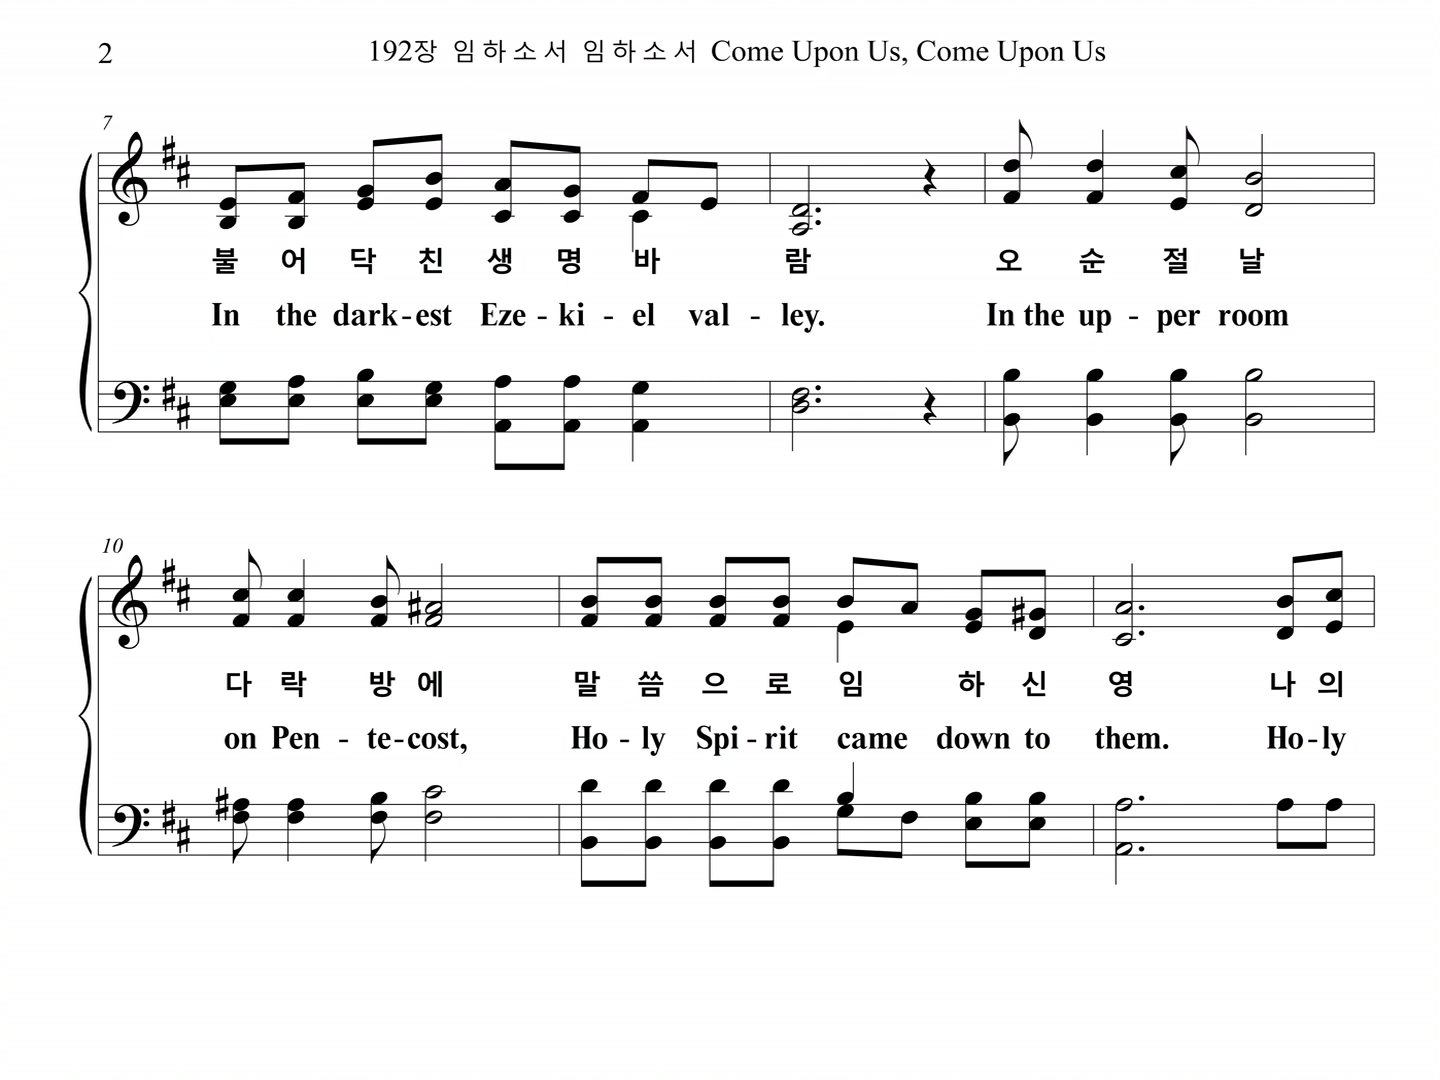 2
192장 임하소서 임하소서 Come Upon Us, Come Upon Us
7
불 어 닥 친 생 명 바 람 오 순 절 날
In the dark-est Eze - ki - el val - ley. In the up - per room
10
다 락 방 에 말 씀 으 로 임 하 신 영 나 의
on Pen - te-cost, Ho - ly Spi - rit came down to them. Ho-ly